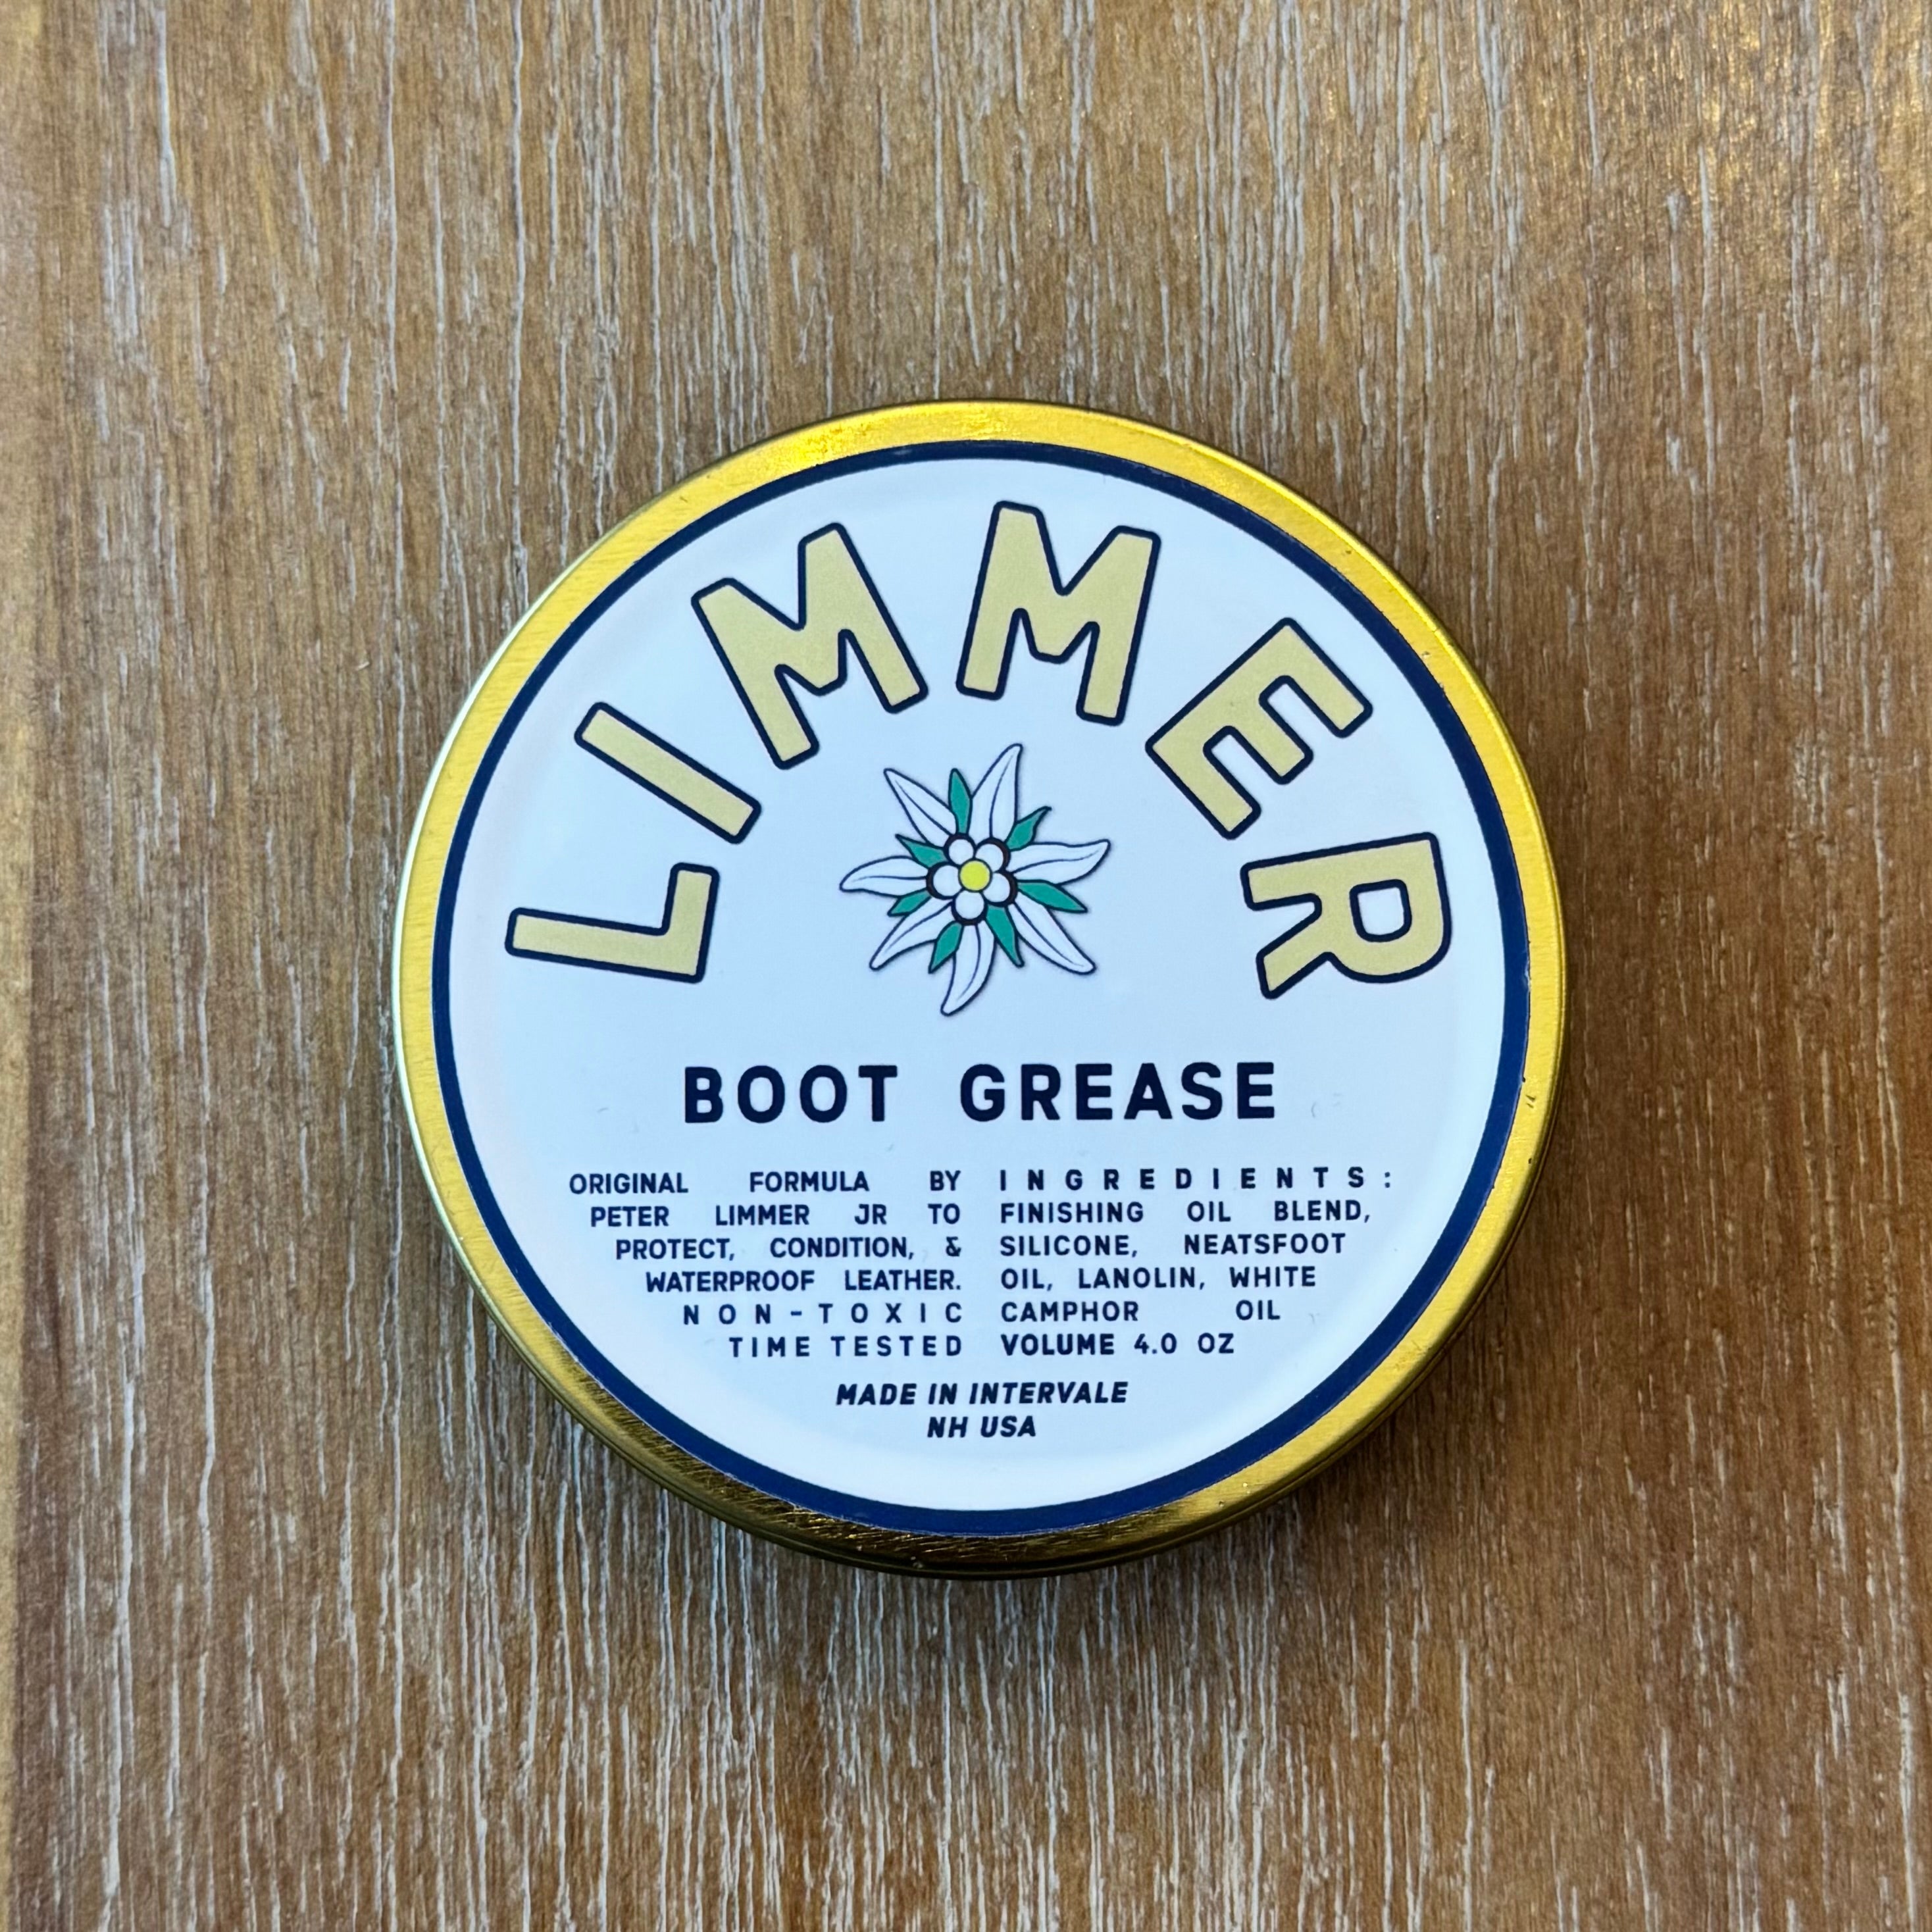 LIMMER
BOOT GREASE
ORIGINAL FORMULA BY
PETER LIMMER JR TO
PROTECT, CONDITION, &
WATERPROOF LEATHER.
NON-TOXIC
TIME TESTED
INGREDIENTS:
FINISHING OIL BLEND,
SILICONE, NEATSFOOT
OIL, LANOLIN, WHITE
CAMPHOR OIL
VOLUME 4.0 OZ
MADE IN INTERVALE
NH USA